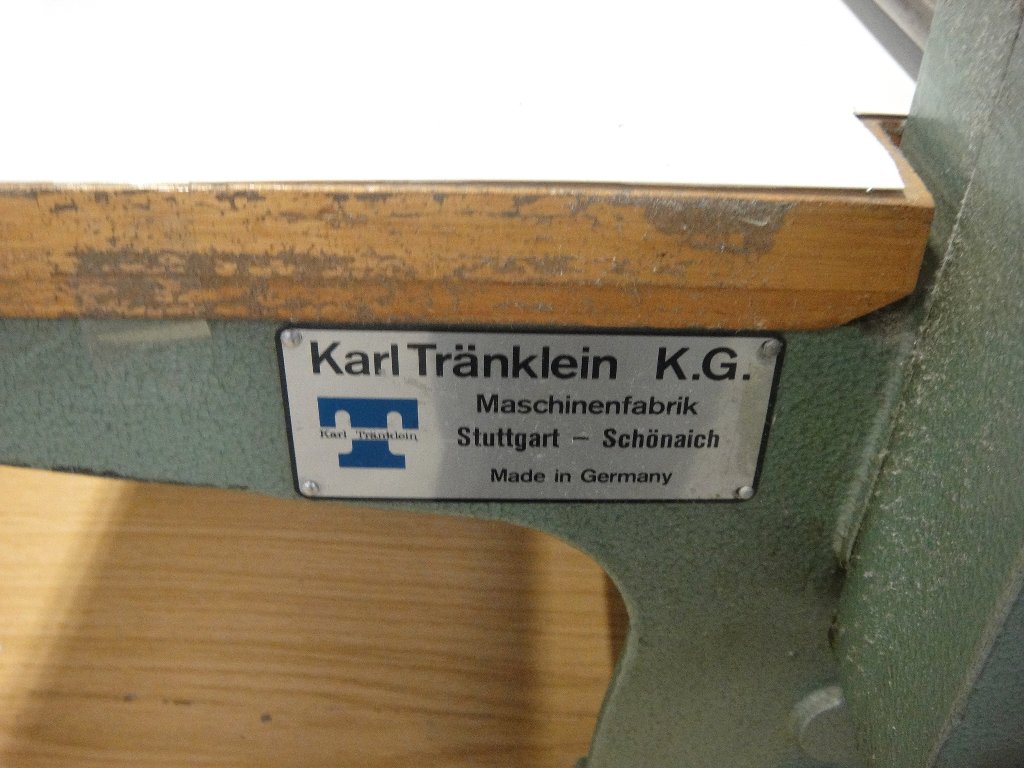 Karl Tränklein K.G.
Maschinenfabrik
Karl Tränklein
Stuttgart – Schönaich
Made in Germany